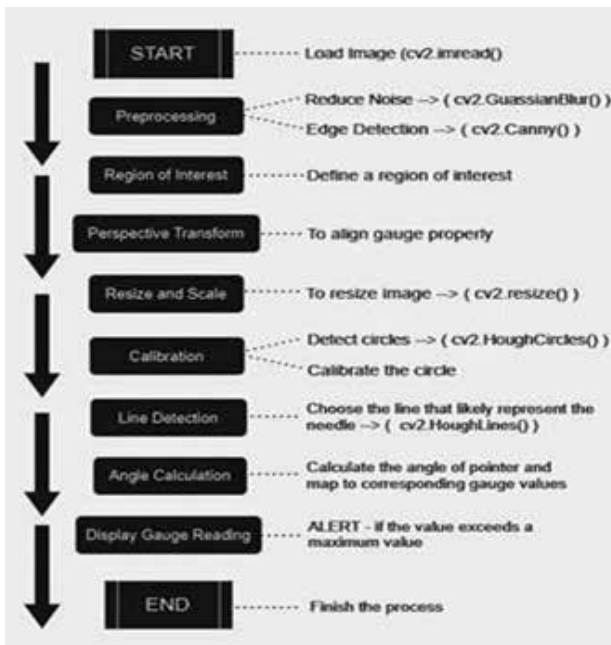 START
Load Image (cv2.imread()
Preprocessing
Reduce Noise --> ( cv2.GuassianBlur() )
Edge Detection --> ( cv2.Canny() )
Region of Interest
Define a region of interest
Perspective Transform
To align gauge properly
Resize and Scale
To resize image --> ( cv2.resize() )
Calibration
Detect circles --> ( cv2.HoughCircles() )
Calibrate the circle
Line Detection
Choose the line that likely represent the
needle --> ( cv2.HoughLines() )
Angle Calculation
Calculate the angle of pointer and
map to corresponding gauge values
Display Gauge Reading
ALERT - if the value exceeds a
maximum value
END
Finish the process